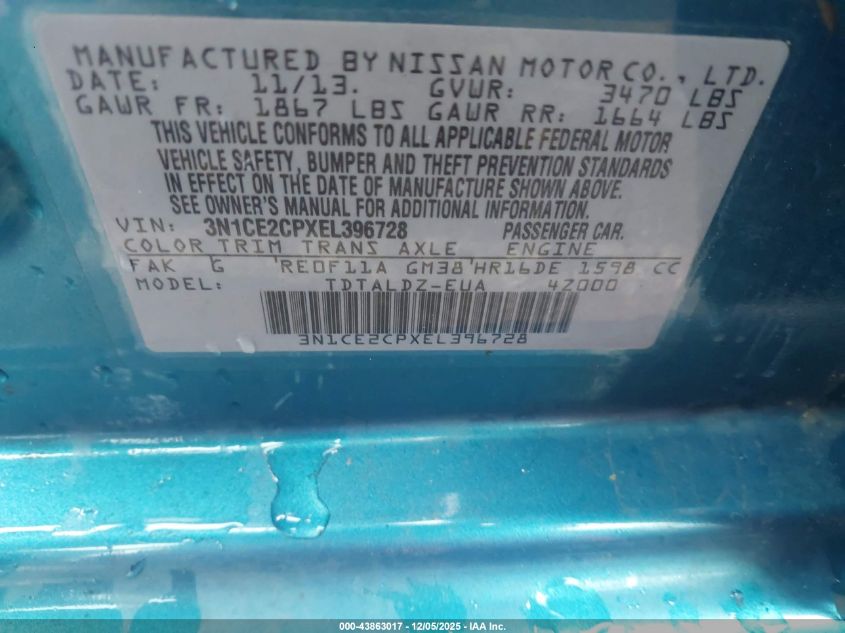 MANUFACTURED BY NISSAN MOTOR CO., LTD.
DATE: 11/13. GVWR: 3470 LBS
GAWR FR: 1867 LBS GAWR RR: 1664 LBS
THIS VEHICLE CONFORMS TO ALL APPLICABLE FEDERAL MOTOR
VEHICLE SAFETY, BUMPER AND THEFT PREVENTION STANDARDS
IN EFFECT ON THE DATE OF MANUFACTURE SHOWN ABOVE.
SEE OWNER'S MANUAL FOR ADDITIONAL INFORMATION.
VIN: 3N1CE2CPXEL396728 PASSENGER CAR.
COLOR TRIM TRANS AXLE ENGINE
FAK G RE0F11A GM38 HR16DE 1598 CC
MODEL: TDTALDZ-EUA 4Z000
3N1CE2CPXEL396728
000-43863017 - 12/05/2025 - IAA Inc.